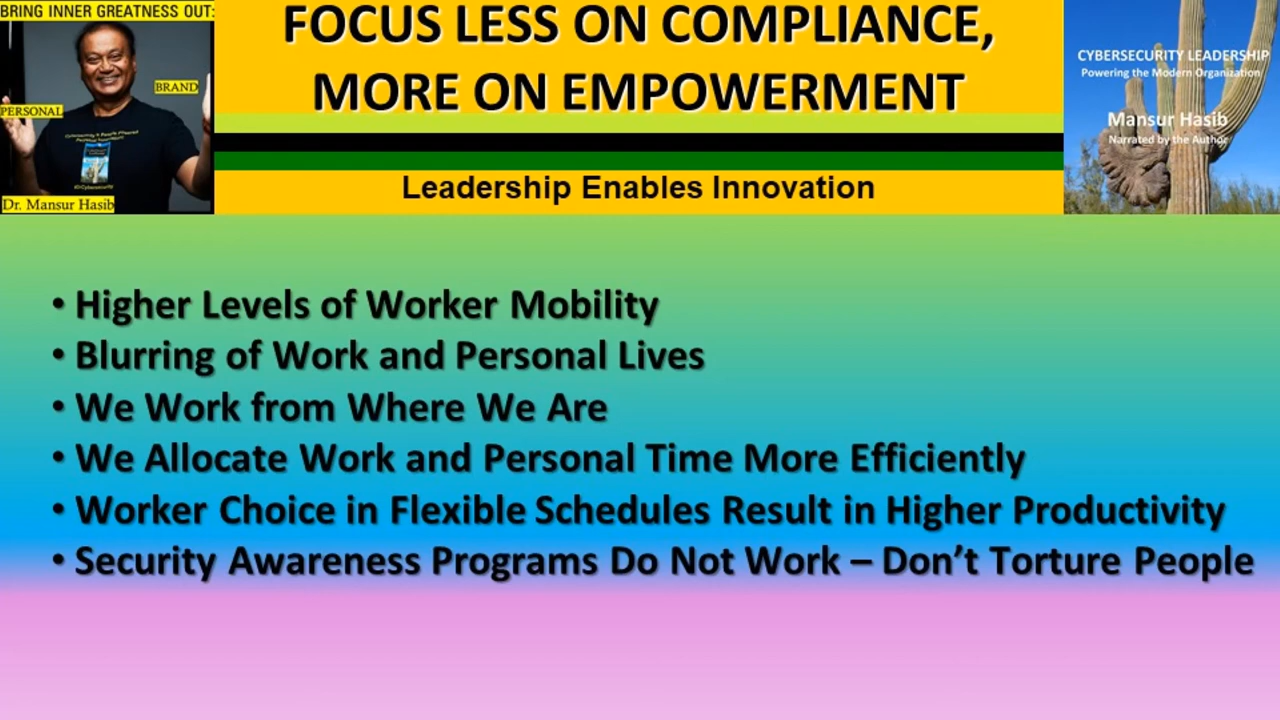 BRING INNER GREATNESS OUT:
PERSONAL
BRAND
Dr. Mansur Hasib
FOCUS LESS ON COMPLIANCE,
MORE ON EMPOWERMENT
Leadership Enables Innovation
CYBERSECURITY LEADERSHIP
Powering the Modern Organization
Mansur Hasib
Narrated by the Author
• Higher Levels of Worker Mobility
• Blurring of Work and Personal Lives
• We Work from Where We Are
• We Allocate Work and Personal Time More Efficiently
• Worker Choice in Flexible Schedules Result in Higher Productivity
• Security Awareness Programs Do Not Work – Don’t Torture People